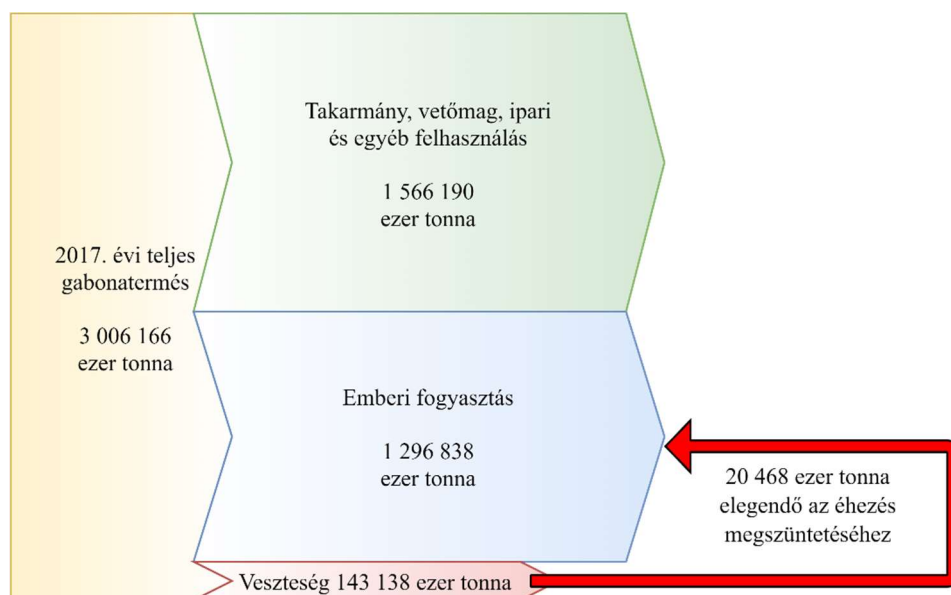 2017. évi teljes
gabonatermés
3 006 166
ezer tonna
Takarmány, vetőmag, ipari
és egyéb felhasználás
1 566 190
ezer tonna
Emberi fogyasztás
1 296 838
ezer tonna
Veszteség 143 138 ezer tonna
20 468 ezer tonna
elegendő az éhezés
megszüntetéséhez